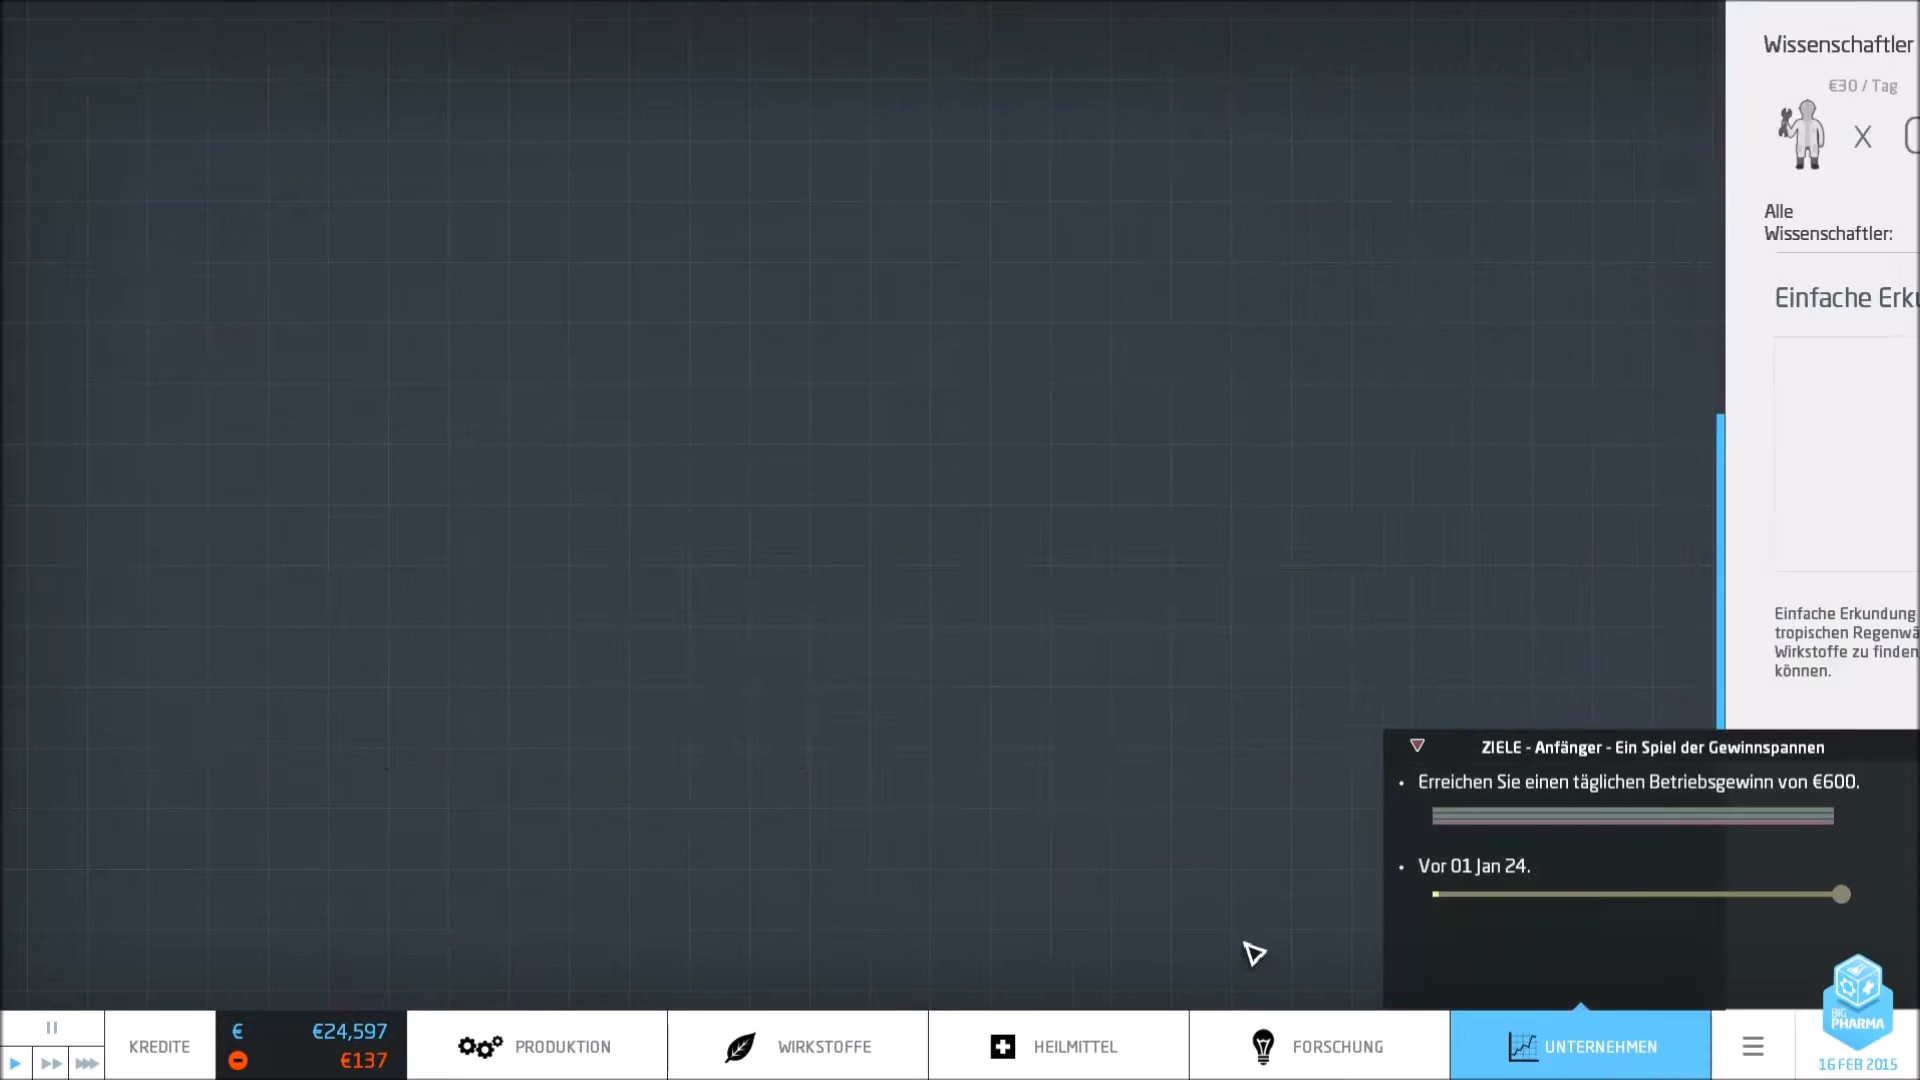 Wissenschaftler
€30 / Tag
X
Alle
Wissenschaftler:
Einfache
Einfache Erkundung
tropischen
Wirkstoffe zu finden
können.
ZIELE - Anfänger - Ein Spiel der Gewinnspannen
• Erreichen Sie einen täglichen Betriebsgewinn von €600.
• Vor 01 Jan 24.
KREDITE
€ €24,597
€137
PRODUKTION
WIRKSTOFFE
HEILMITTEL
FORSCHUNG
UNTERNEHMEN
BIG
PHARMA
16 FEB 2015